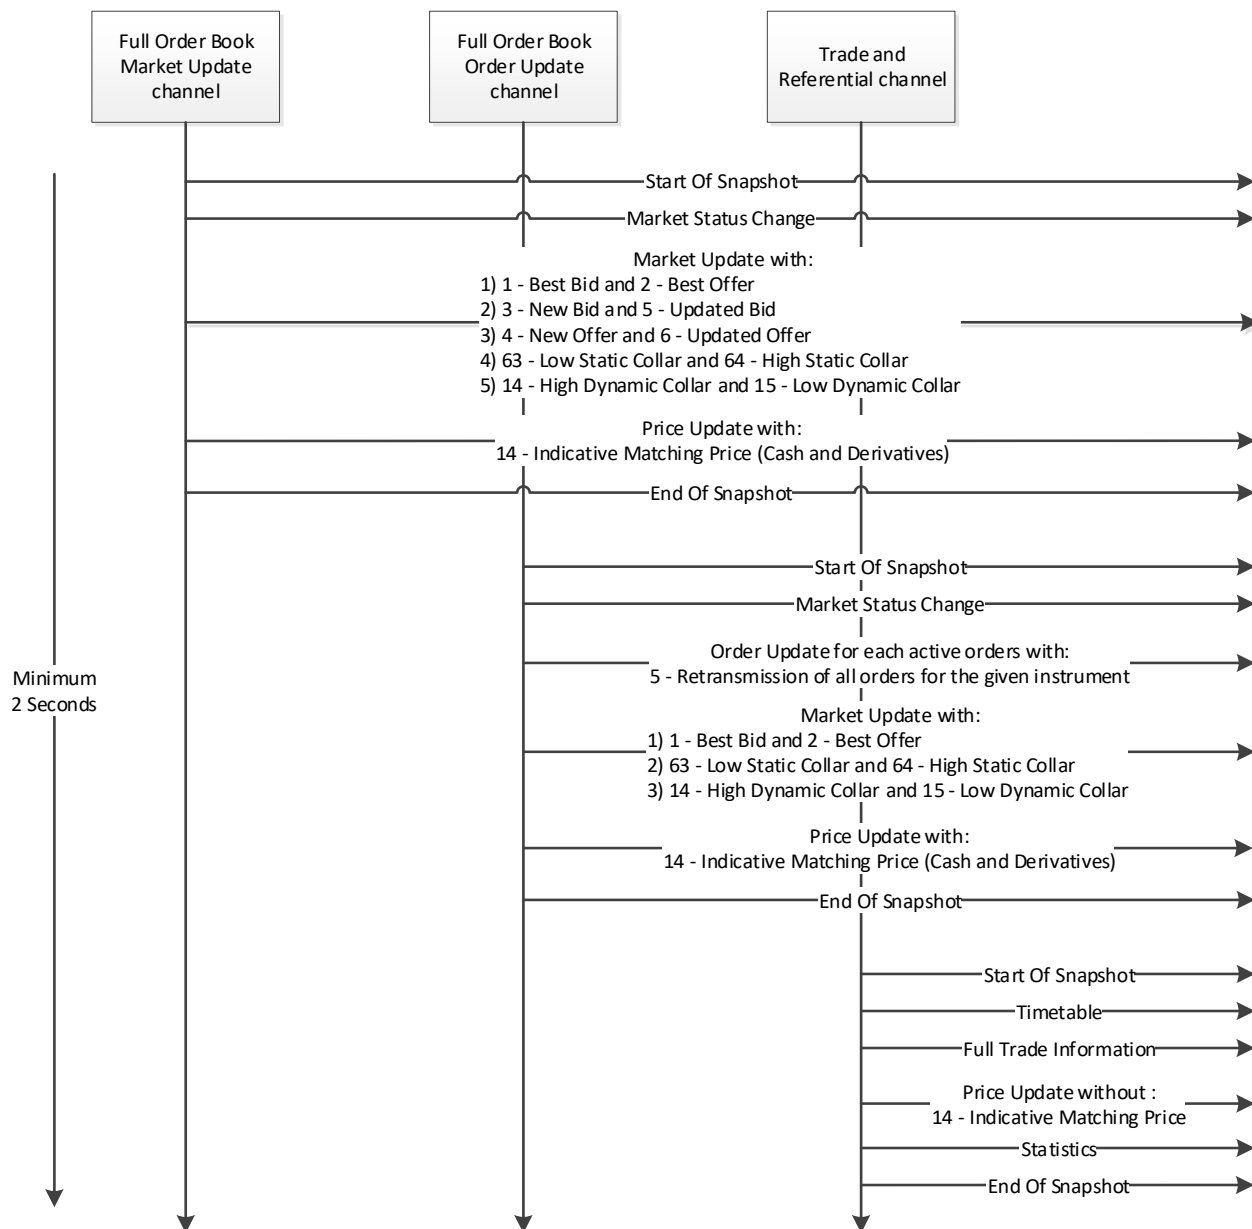 Full Order Book
Market Update
channel
Full Order Book
Order Update
channel
Trade and
Referential channel
Start Of Snapshot
Market Status Change
Market Update with:
1) 1 - Best Bid and 2 - Best Offer
2) 3 - New Bid and 5 - Updated Bid
3) 4 - New Offer and 6 - Updated Offer
4) 63 - Low Static Collar and 64 - High Static Collar
5) 14 - High Dynamic Collar and 15 - Low Dynamic Collar
Price Update with:
14 - Indicative Matching Price (Cash and Derivatives)
End Of Snapshot
Start Of Snapshot
Market Status Change
Order Update for each active orders with:
5 - Retransmission of all orders for the given instrument
Minimum
2 Seconds
Market Update with:
1) 1 - Best Bid and 2 - Best Offer
2) 63 - Low Static Collar and 64 - High Static Collar
3) 14 - High Dynamic Collar and 15 - Low Dynamic Collar
Price Update with:
14 - Indicative Matching Price (Cash and Derivatives)
End Of Snapshot
Start Of Snapshot
Timetable
Full Trade Information
Price Update without :
14 - Indicative Matching Price
Statistics
End Of Snapshot